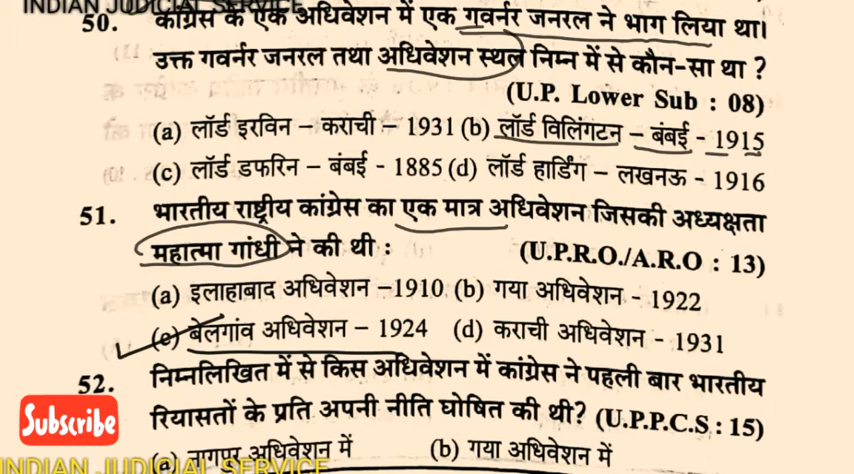 INDIAN JUDICIAL SERVICE
50. कांग्रेस के एक अधिवेशन में एक गवर्नर जनरल ने भाग लिया था।
उक्त गवर्नर जनरल तथा अधिवेशन स्थल निम्न में से कौन-सा था ?
(U.P. Lower Sub : 08)
(a) लॉर्ड इरविन – कराची – 1931 (b) लॉर्ड विलिंगटन – बंबई - 1915
(c) लॉर्ड डफरिन – बंबई - 1885 (d) लॉर्ड हार्डिंग – लखनऊ - 1916
51. भारतीय राष्ट्रीय कांग्रेस का एक मात्र अधिवेशन जिसकी अध्यक्षता
महात्मा गांधी ने की थी : (U.P.R.O./A.R.O : 13)
(a) इलाहाबाद अधिवेशन –1910 (b) गया अधिवेशन - 1922
(c) बेलगांव अधिवेशन – 1924 (d) कराची अधिवेशन - 1931
52. निम्नलिखित में से किस अधिवेशन में कांग्रेस ने पहली बार भारतीय
रियासतों के प्रति अपनी नीति घोषित की थी? (U.P.P.C.S : 15)
Subscribe
(a) नागपुर अधिवेशन में (b) गया अधिवेशन में
INDIAN JUDICIAL SERVICE